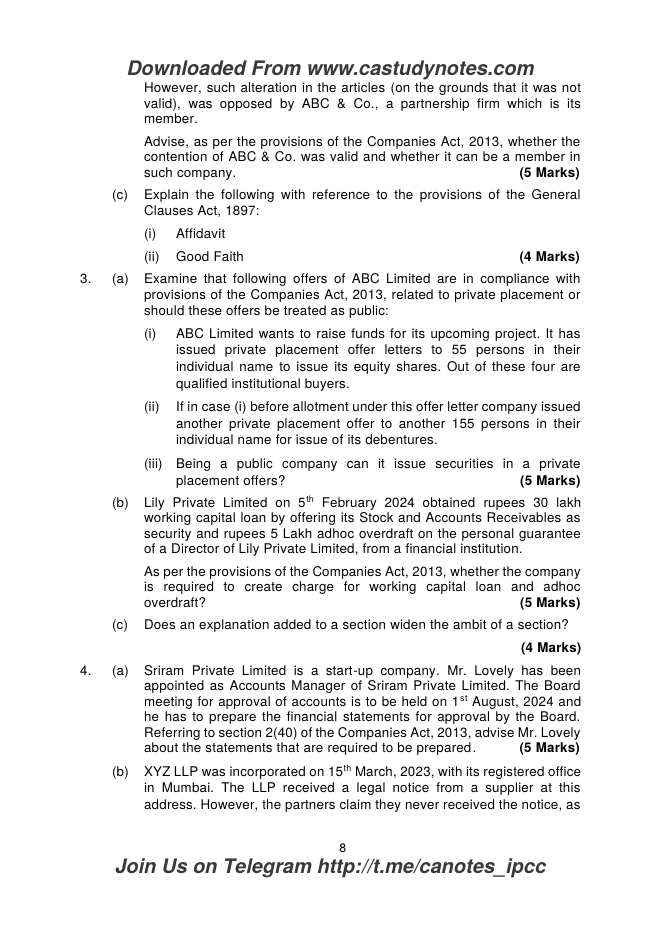 Downloaded From www.castudynotes.com
However, such alteration in the articles (on the grounds that it was not
valid), was opposed by ABC & Co., a partnership firm which is its
member.
Advise, as per the provisions of the Companies Act, 2013, whether the
contention of ABC & Co. was valid and whether it can be a member in
such company. (5 Marks)
(c) Explain the following with reference to the provisions of the General
Clauses Act, 1897:
(i) Affidavit
(ii) Good Faith (4 Marks)
3. (a) Examine that following offers of ABC Limited are in compliance with
provisions of the Companies Act, 2013, related to private placement or
should these offers be treated as public:
(i) ABC Limited wants to raise funds for its upcoming project. It has
issued private placement offer letters to 55 persons in their
individual name to issue its equity shares. Out of these four are
qualified institutional buyers.
(ii) If in case (i) before allotment under this offer letter company issued
another private placement offer to another 155 persons in their
individual name for issue of its debentures.
(iii) Being a public company can it issue securities in a private
placement offers? (5 Marks)
(b) Lily Private Limited on 5th February 2024 obtained rupees 30 lakh
working capital loan by offering its Stock and Accounts Receivables as
security and rupees 5 Lakh adhoc overdraft on the personal guarantee
of a Director of Lily Private Limited, from a financial institution.
As per the provisions of the Companies Act, 2013, whether the company
is required to create charge for working capital loan and adhoc
overdraft? (5 Marks)
(c) Does an explanation added to a section widen the ambit of a section?
(4 Marks)
4. (a) Sriram Private Limited is a start-up company. Mr. Lovely has been
appointed as Accounts Manager of Sriram Private Limited. The Board
meeting for approval of accounts is to be held on 1st August, 2024 and
he has to prepare the financial statements for approval by the Board.
Referring to section 2(40) of the Companies Act, 2013, advise Mr. Lovely
about the statements that are required to be prepared. (5 Marks)
(b) XYZ LLP was incorporated on 15th March, 2023, with its registered office
in Mumbai. The LLP received a legal notice from a supplier at this
address. However, the partners claim they never received the notice, as
8
Join Us on Telegram http://t.me/canotes_ipcc